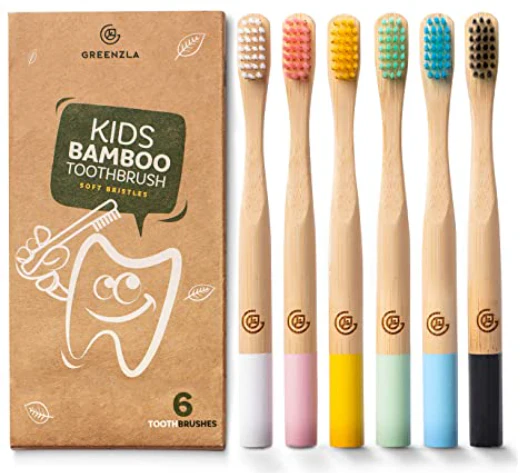 GREENZLA
KIDS
BAMBOO
TOOTHBRUSH
SOFT BRISTLES
6
TOOTHBRUSHES